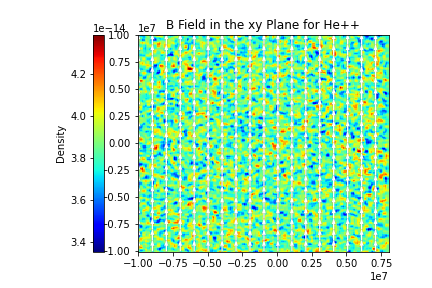 B Field in the xy Plane for He++
1e−14
1e7
1.00
0.75
0.50
0.25
0.00
−0.25
−0.50
−0.75
−1.00
4.2
4.0
3.8
3.6
3.4
Density
−1.00 −0.75 −0.50 −0.25 0.00 0.25 0.50 0.75
1e7